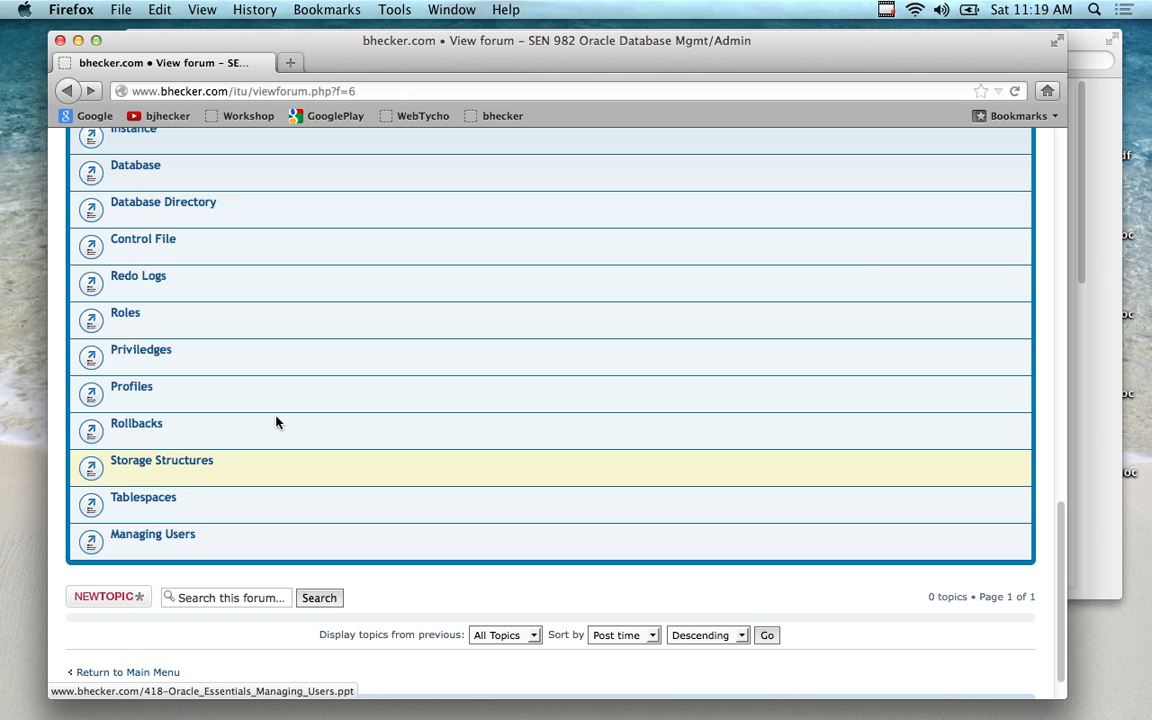 Firefox File Edit View History Bookmarks Tools Window Help Sat 11:19 AM
bhecker.com • View forum – SEN 982 Oracle Database Mgmt/Admin
bhecker.com • View forum – SE... +
www.bhecker.com/itu/viewforum.php?f=6
Google bjhecker Workshop GooglePlay WebTycho bhecker Bookmarks
Instance
Database
Database Directory
Control File
Redo Logs
Roles
Priviledges
Profiles
Rollbacks
Storage Structures
Tablespaces
Managing Users
NEWTOPIC* Search this forum... Search 0 topics • Page 1 of 1
Display topics from previous: All Topics Sort by Post time Descending Go
Return to Main Menu
www.bhecker.com/418-Oracle_Essentials_Managing_Users.ppt